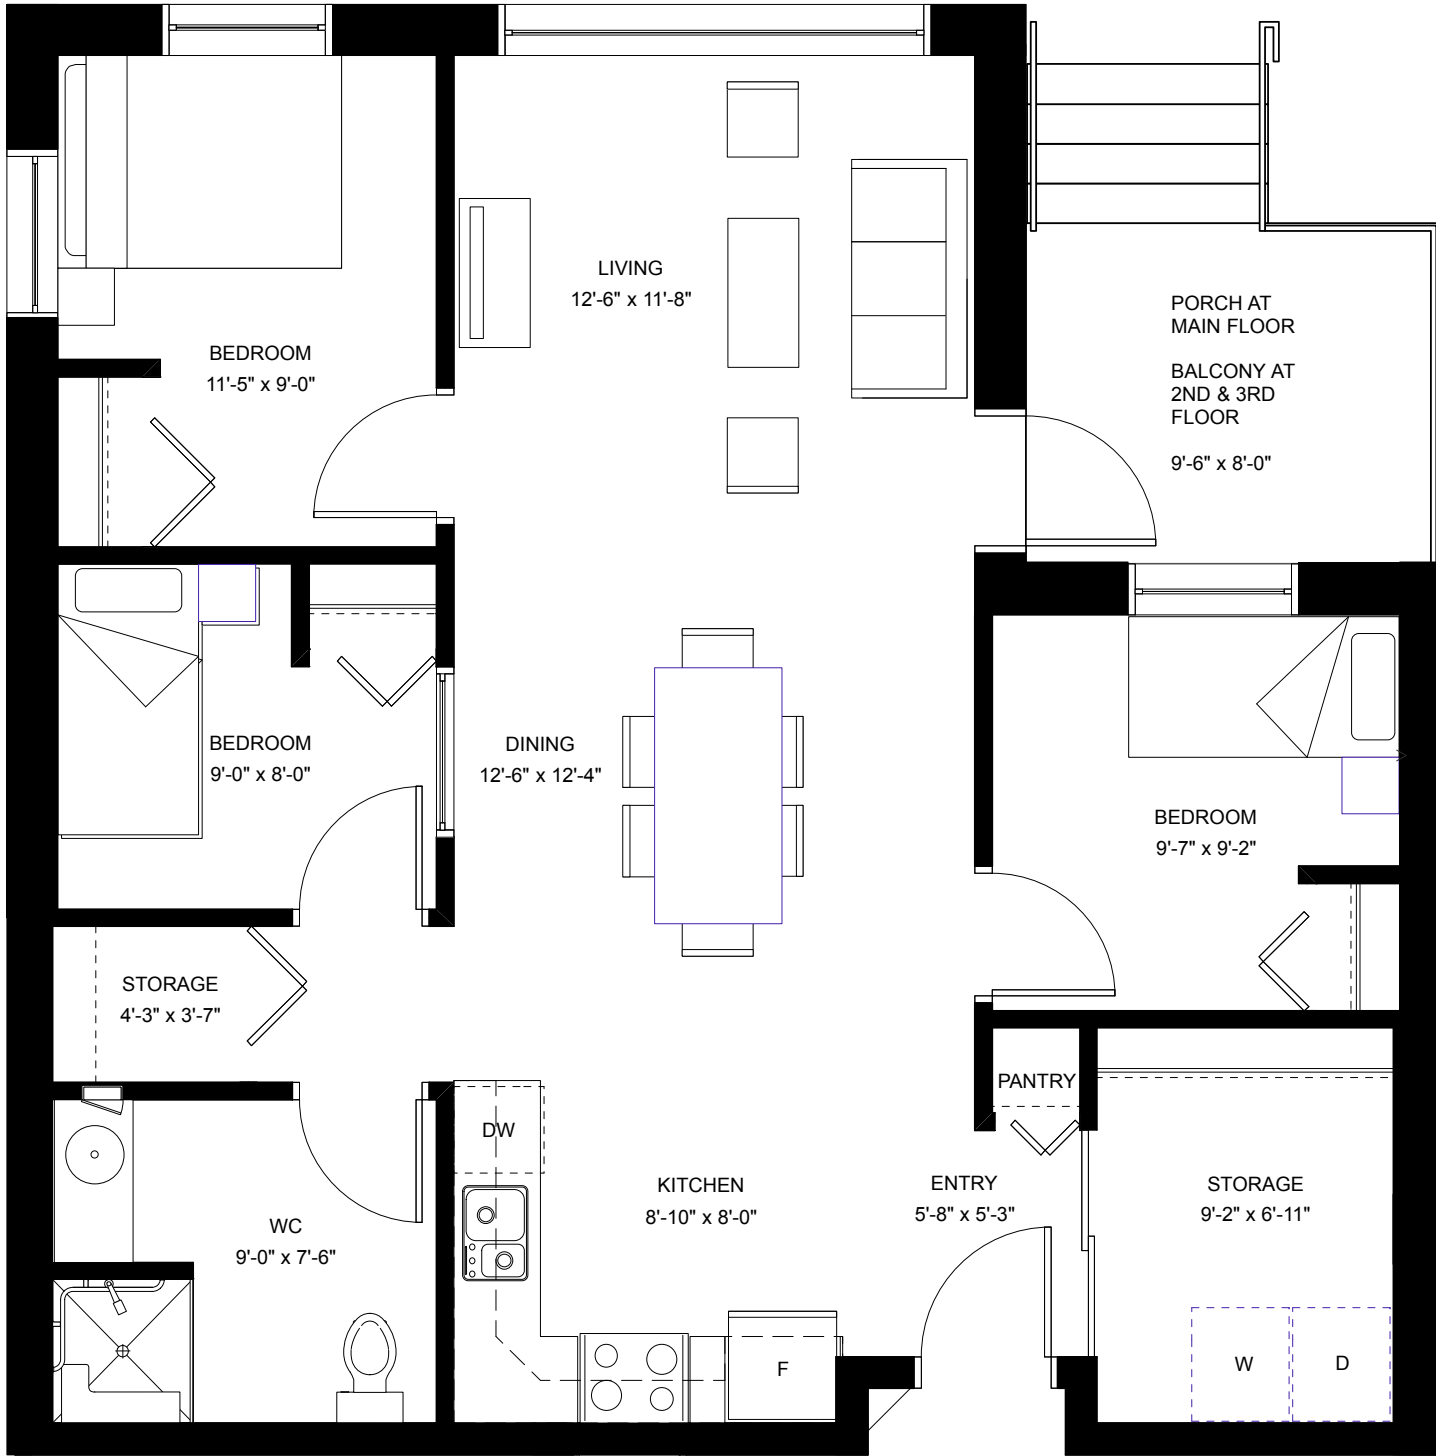 LIVING
12'-6" x 11'-8"
PORCH AT
MAIN FLOOR
BALCONY AT
2ND & 3RD
FLOOR
9'-6" x 8'-0"
BEDROOM
11'-5" x 9'-0"
BEDROOM
9'-0" x 8'-0"
DINING
12'-6" x 12'-4"
BEDROOM
9'-7" x 9'-2"
STORAGE
4'-3" x 3'-7"
PANTRY
DW
KITCHEN
8'-10" x 8'-0"
ENTRY
5'-8" x 5'-3"
STORAGE
9'-2" x 6'-11"
WC
9'-0" x 7'-6"
F
W
D